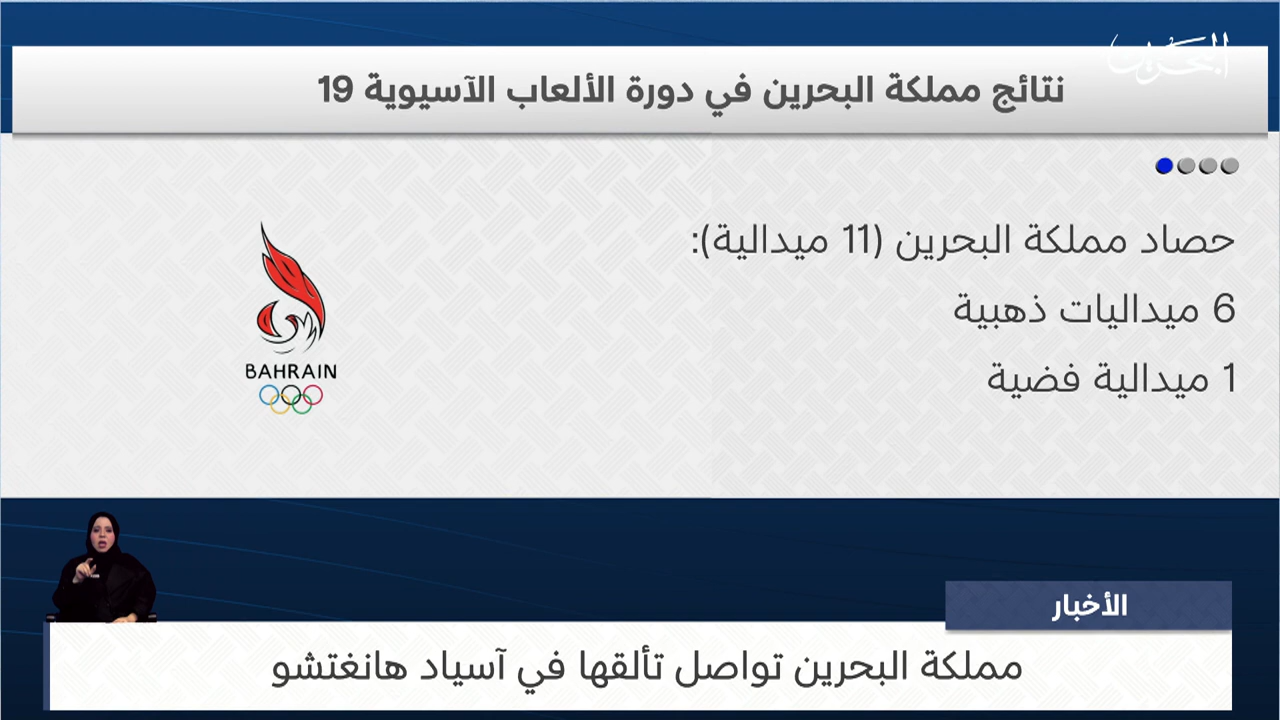 البحرين
نتائج مملكة البحرين في دورة الألعاب الآسيوية 19
حصاد مملكة البحرين (11 ميدالية):
6 ميداليات ذهبية
1 ميدالية فضية
BAHRAIN
الأخبار
مملكة البحرين تواصل تألقها في آسياد هانغتشو